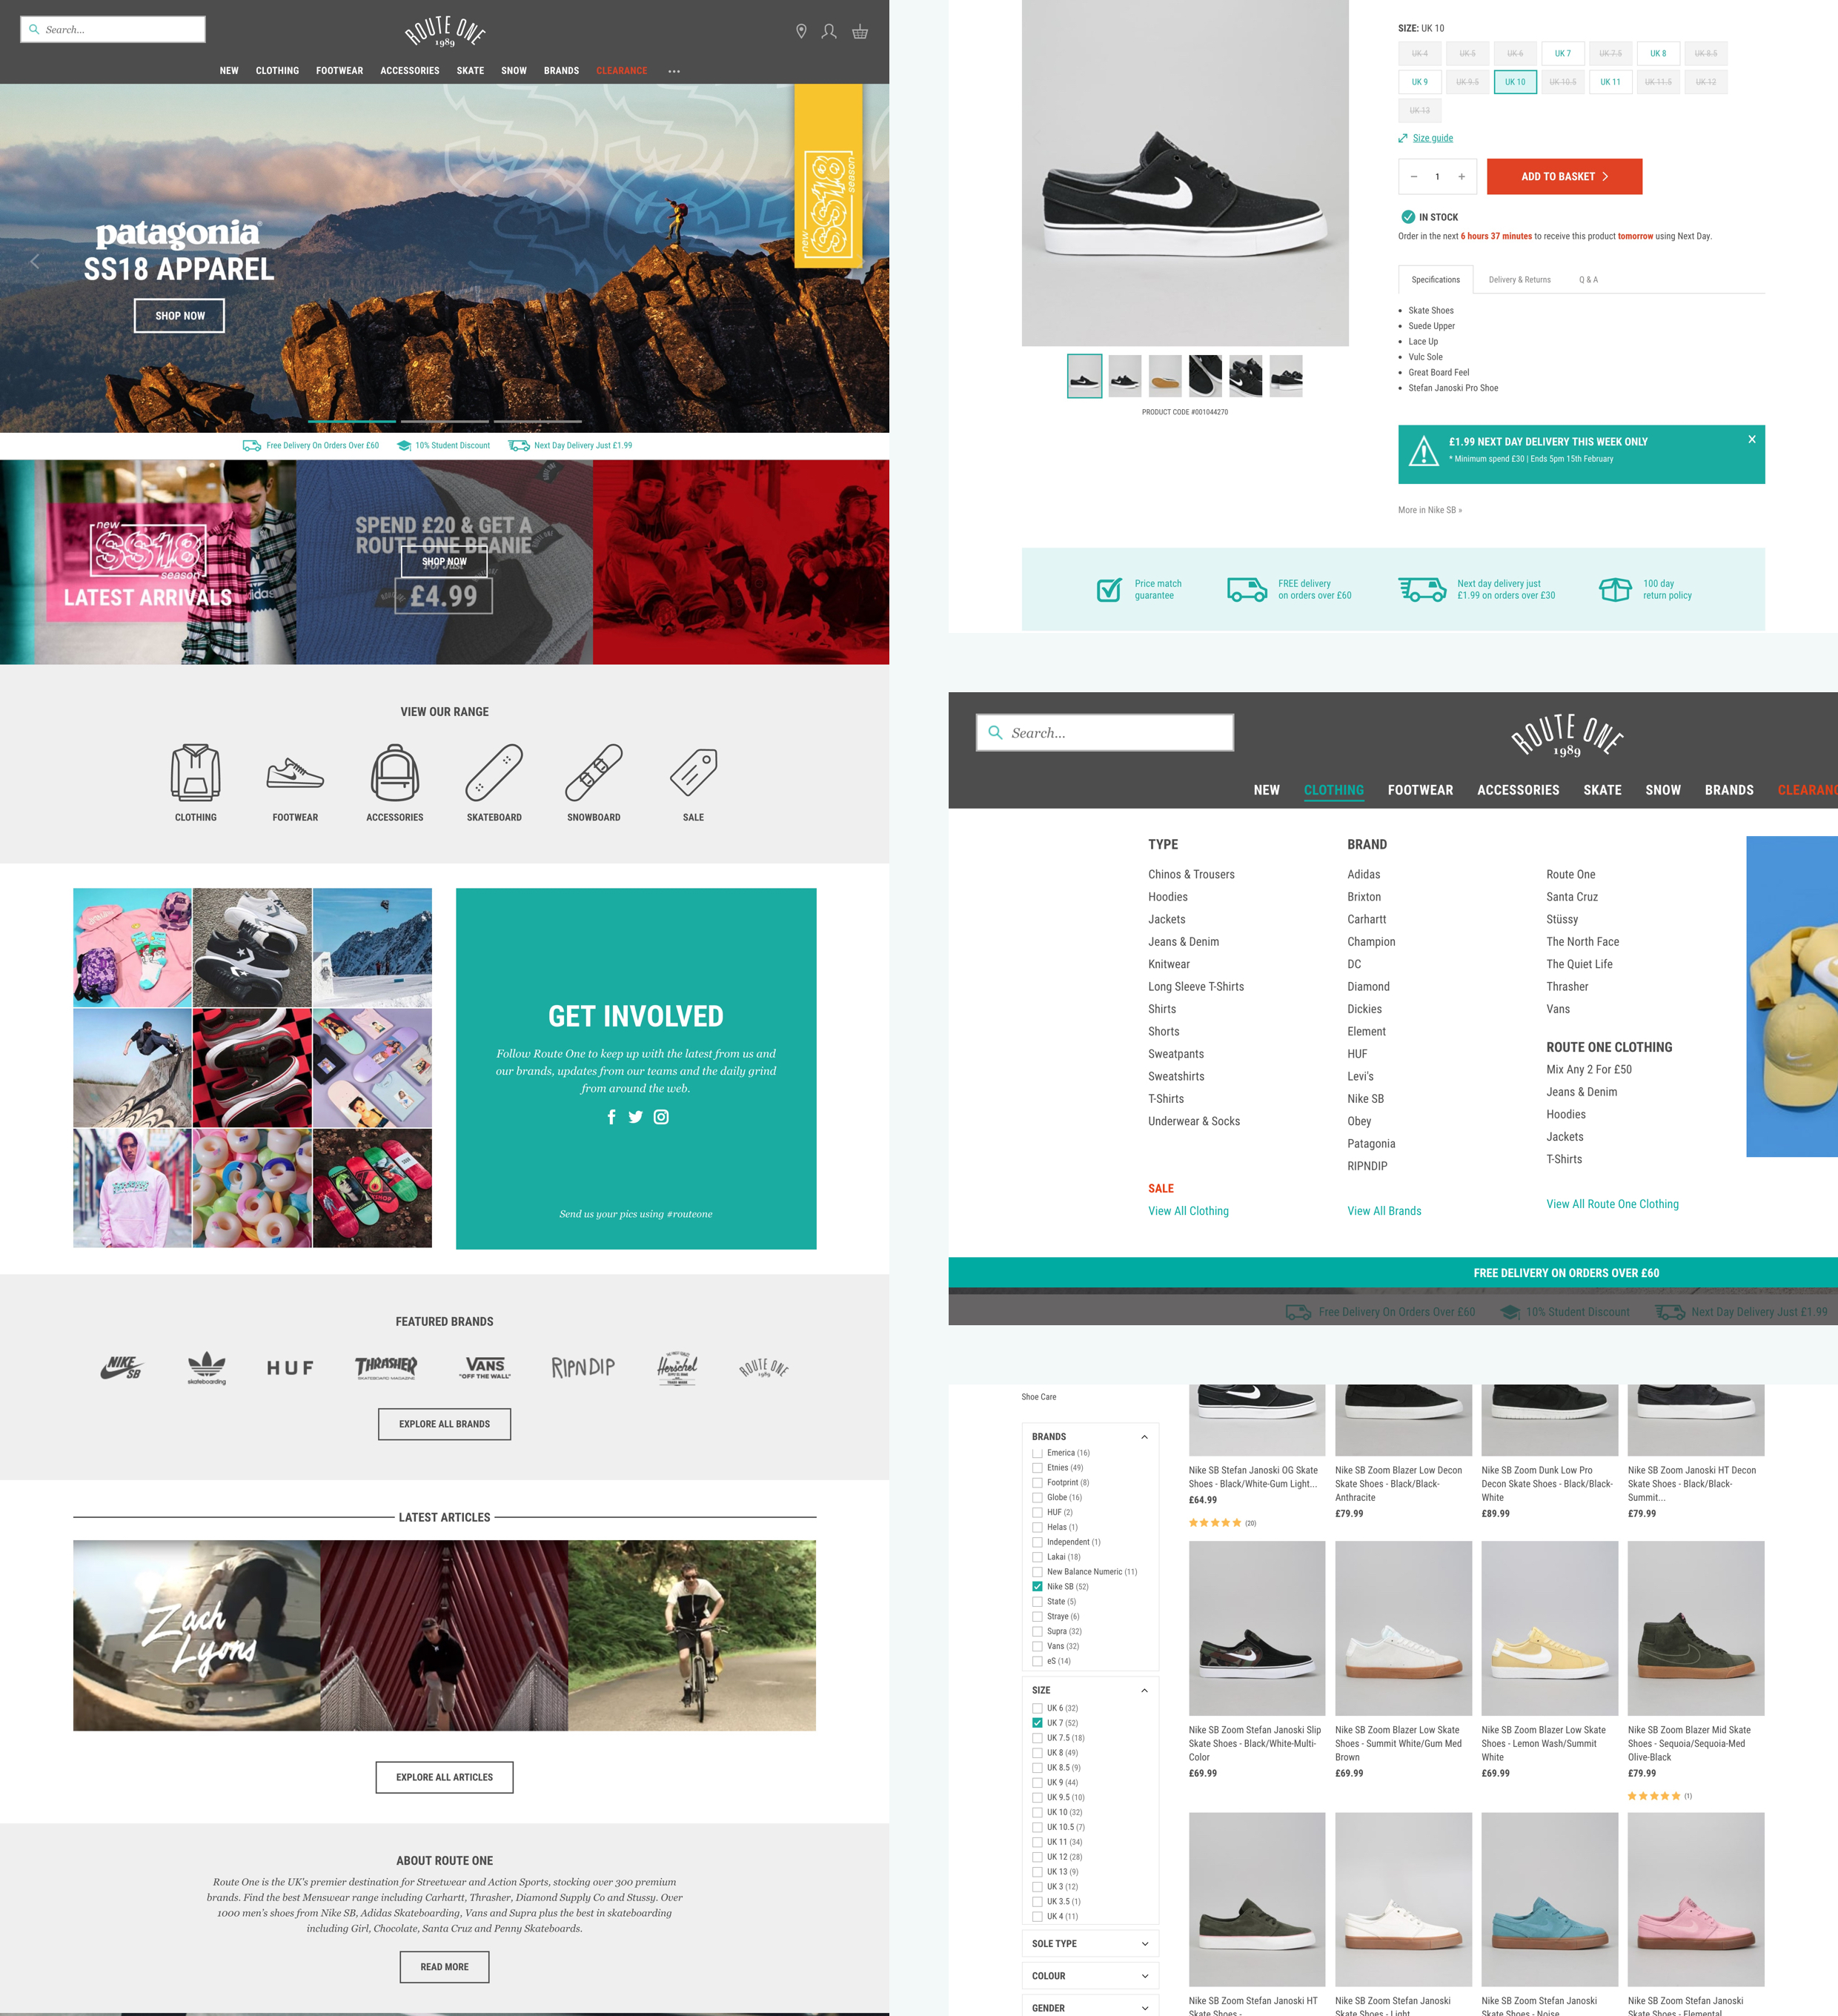 Search...
ROUTE ONE
1989
NEW CLOTHING FOOTWEAR ACCESSORIES SKATE SNOW BRANDS CLEARANCE
new SS18 season
patagonia®
SS18 APPAREL
SHOP NOW
Free Delivery On Orders Over £60 10% Student Discount Next Day Delivery Just £1.99
new
SS18
season
LATEST ARRIVALS
adidas
SPEND £20 & GET A
ROUTE ONE BEANIE
SHOP NOW
For Just
£4.99
VIEW OUR RANGE
CLOTHING FOOTWEAR ACCESSORIES SKATEBOARD SNOWBOARD SALE
GET INVOLVED
Follow Route One to keep up with the latest from us and
our brands, updates from our teams and the daily grind
from around the web.
Send us your pics using #routeone
FEATURED BRANDS
NIKE SB
skateboarding
HUF
THRASHER
SKATEBOARD MAGAZINE
VANS
"OFF THE WALL"
RIPNDIP
Herschel
ROUTE ONE
1989
EXPLORE ALL BRANDS
LATEST ARTICLES
Zach
Lyons
EXPLORE ALL ARTICLES
ABOUT ROUTE ONE
Route One is the UK's premier destination for Streetwear and Action Sports, stocking over 300 premium
brands. Find the best Menswear range including Carhartt, Thrasher, Diamond Supply Co and Stussy. Over
1000 men's shoes from Nike SB, Adidas Skateboarding, Vans and Supra plus the best in skateboarding
including Girl, Chocolate, Santa Cruz and Penny Skateboards.
READ MORE
SIZE: UK 10
UK 4 UK 5 UK 6 UK 7 UK 7.5 UK 8 UK 8.5
UK 9 UK 9.5 UK 10 UK 10.5 UK 11 UK 11.5 UK 12
UK 13
Size guide
− 1 +
ADD TO BASKET
IN STOCK
Order in the next 6 hours 37 minutes to receive this product tomorrow using Next Day.
Specifications Delivery & Returns Q & A
• Skate Shoes
• Suede Upper
• Lace Up
• Vulc Sole
• Great Board Feel
• Stefan Janoski Pro Shoe
PRODUCT CODE #001044270
£1.99 NEXT DAY DELIVERY THIS WEEK ONLY
* Minimum spend £30 | Ends 5pm 15th February
More in Nike SB »
Price match
guarantee
FREE delivery
on orders over £60
Next day delivery just
£1.99 on orders over £30
100 day
return policy
Search...
ROUTE ONE
1989
NEW CLOTHING FOOTWEAR ACCESSORIES SKATE SNOW BRANDS CLEARANC
TYPE
Chinos & Trousers
Hoodies
Jackets
Jeans & Denim
Knitwear
Long Sleeve T-Shirts
Shirts
Shorts
Sweatpants
Sweatshirts
T-Shirts
Underwear & Socks
SALE
View All Clothing
BRAND
Adidas
Brixton
Carhartt
Champion
DC
Diamond
Dickies
Element
HUF
Levi's
Nike SB
Obey
Patagonia
RIPNDIP
View All Brands
Route One
Santa Cruz
Stüssy
The North Face
The Quiet Life
Thrasher
Vans
ROUTE ONE CLOTHING
Mix Any 2 For £50
Jeans & Denim
Hoodies
Jackets
T-Shirts
View All Route One Clothing
FREE DELIVERY ON ORDERS OVER £60
Free Delivery On Orders Over £60 10% Student Discount Next Day Delivery Just £1.99
Shoe Care
BRANDS
Emerica (16)
Etnies (49)
Footprint (8)
Globe (16)
HUF (2)
Helas (1)
Independent (1)
Lakai (18)
New Balance Numeric (11)
Nike SB (52)
State (5)
Straye (6)
Supra (32)
Vans (32)
eS (14)
SIZE
UK 6 (32)
UK 7 (52)
UK 7.5 (18)
UK 8 (49)
UK 8.5 (9)
UK 9 (44)
UK 9.5 (10)
UK 10 (32)
UK 10.5 (7)
UK 11 (34)
UK 12 (28)
UK 13 (9)
UK 3 (12)
UK 3.5 (1)
UK 4 (11)
SOLE TYPE
COLOUR
GENDER
Nike SB Stefan Janoski OG Skate
Shoes - Black/White-Gum Light...
£64.99
(20)
Nike SB Zoom Blazer Low Decon
Skate Shoes - Black/Black-
Anthracite
£79.99
Nike SB Zoom Dunk Low Pro
Decon Skate Shoes - Black/Black-
White
£89.99
Nike SB Zoom Janoski HT Decon
Skate Shoes - Black/Black-
Summit...
£79.99
Nike SB Zoom Stefan Janoski Slip
Skate Shoes - Black/White-Multi-
Color
£69.99
Nike SB Zoom Blazer Low Skate
Shoes - Summit White/Gum Med
Brown
£69.99
Nike SB Zoom Blazer Low Skate
Shoes - Lemon Wash/Summit
White
£69.99
Nike SB Zoom Blazer Mid Skate
Shoes - Sequoia/Sequoia-Med
Olive-Black
£79.99
(1)
Nike SB Zoom Stefan Janoski HT
Skate Shoes -
Nike SB Zoom Stefan Janoski
Skate Shoes - Light
Nike SB Zoom Stefan Janoski
Skate Shoes - Noise
Nike SB Zoom Stefan Janoski
Skate Shoes - Elemental